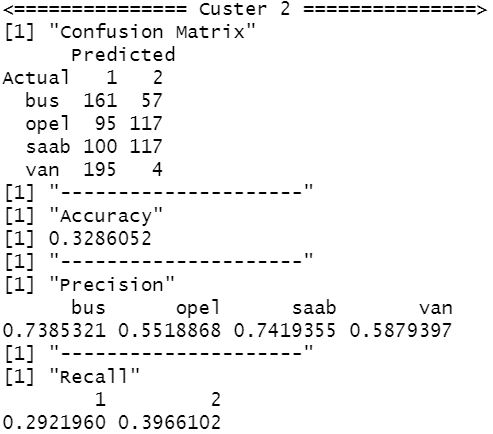 <=============== Custer 2 ===============>
[1] "Confusion Matrix"
Predicted
Actual 1 2
bus 161 57
opel 95 117
saab 100 117
van 195 4
[1] "---------------------"
[1] "Accuracy"
[1] 0.3286052
[1] "---------------------"
[1] "Precision"
bus opel saab van
0.7385321 0.5518868 0.7419355 0.5879397
[1] "---------------------"
[1] "Recall"
1 2
0.2921960 0.3966102